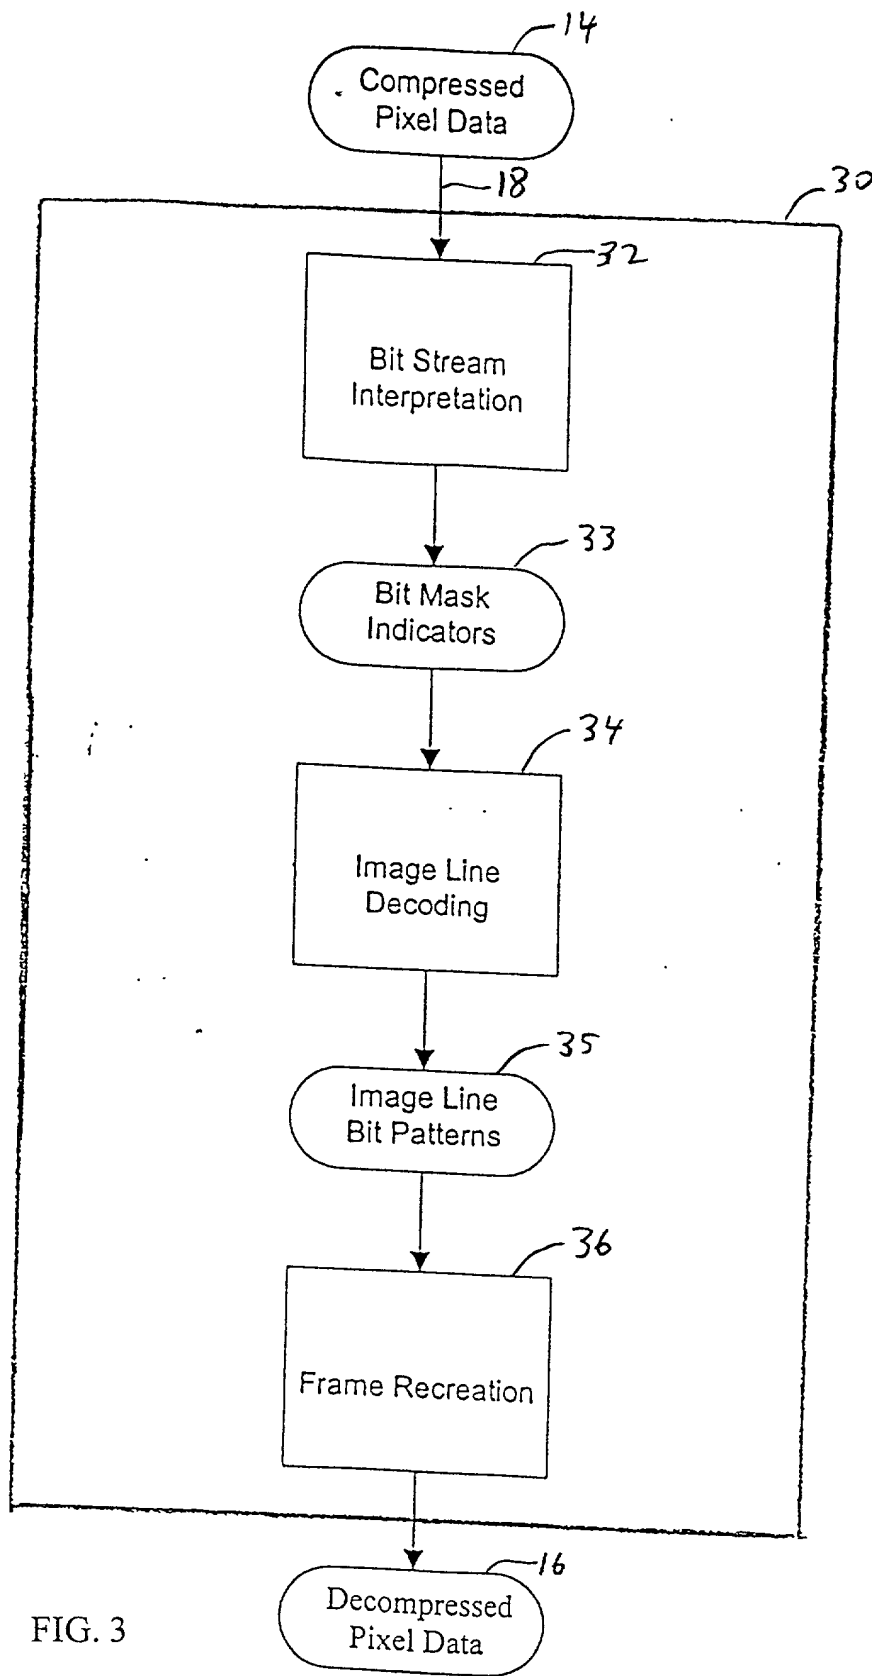 14
Compressed
Pixel Data
18
30
32
Bit Stream
Interpretation
33
Bit Mask
Indicators
34
Image Line
Decoding
35
Image Line
Bit Patterns
36
Frame Recreation
16
Decompressed
Pixel Data
FIG. 3